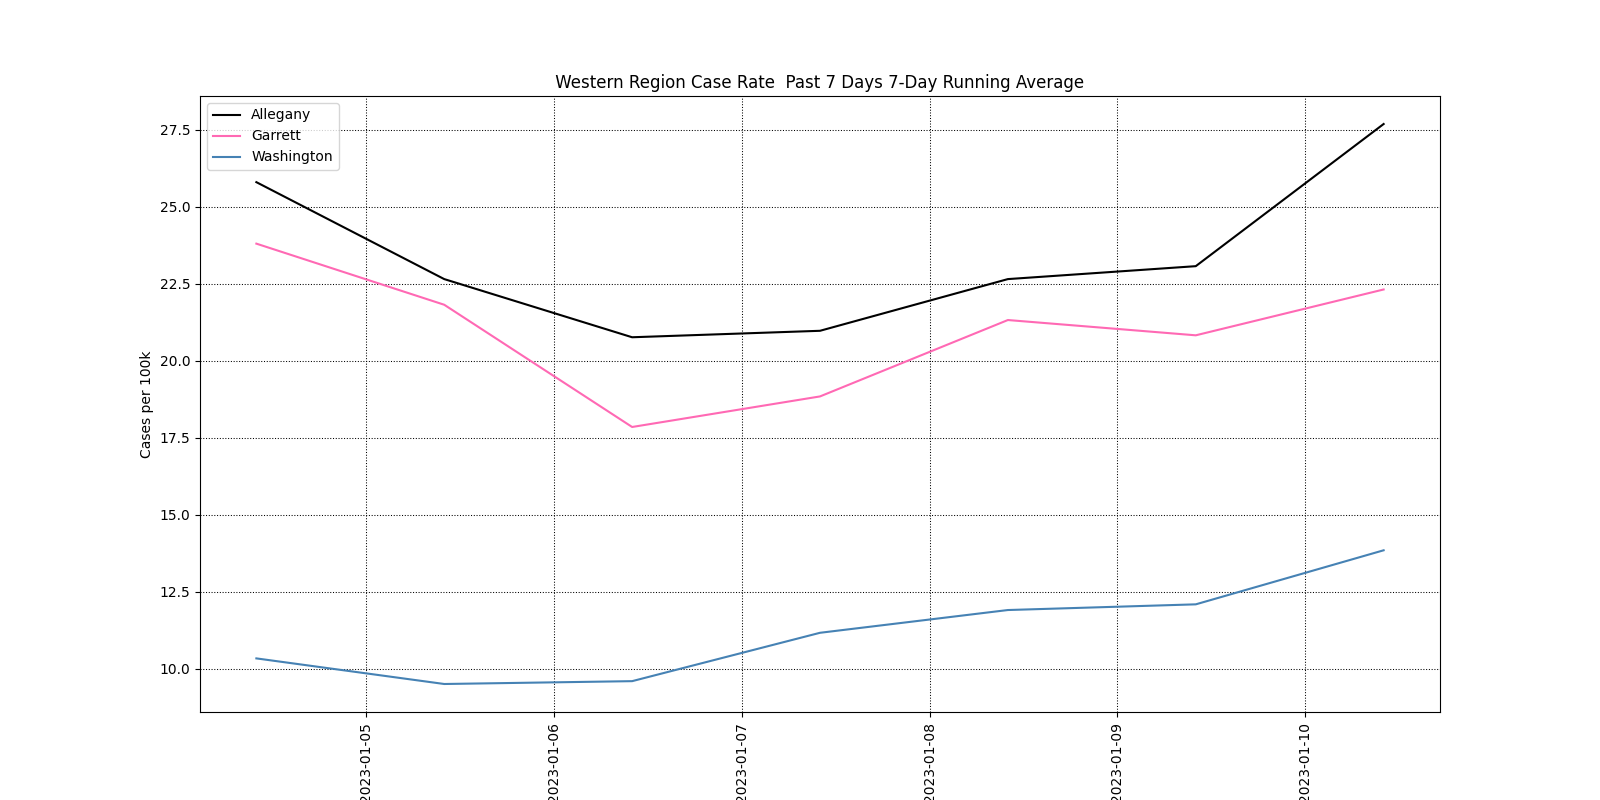 Western Region Case Rate  Past 7 Days 7-Day Running Average
Allegany
Garrett
Washington
27.5
25.0
22.5
20.0
17.5
15.0
12.5
10.0
Cases per 100k
2023-01-05
2023-01-06
2023-01-07
2023-01-08
2023-01-09
2023-01-10